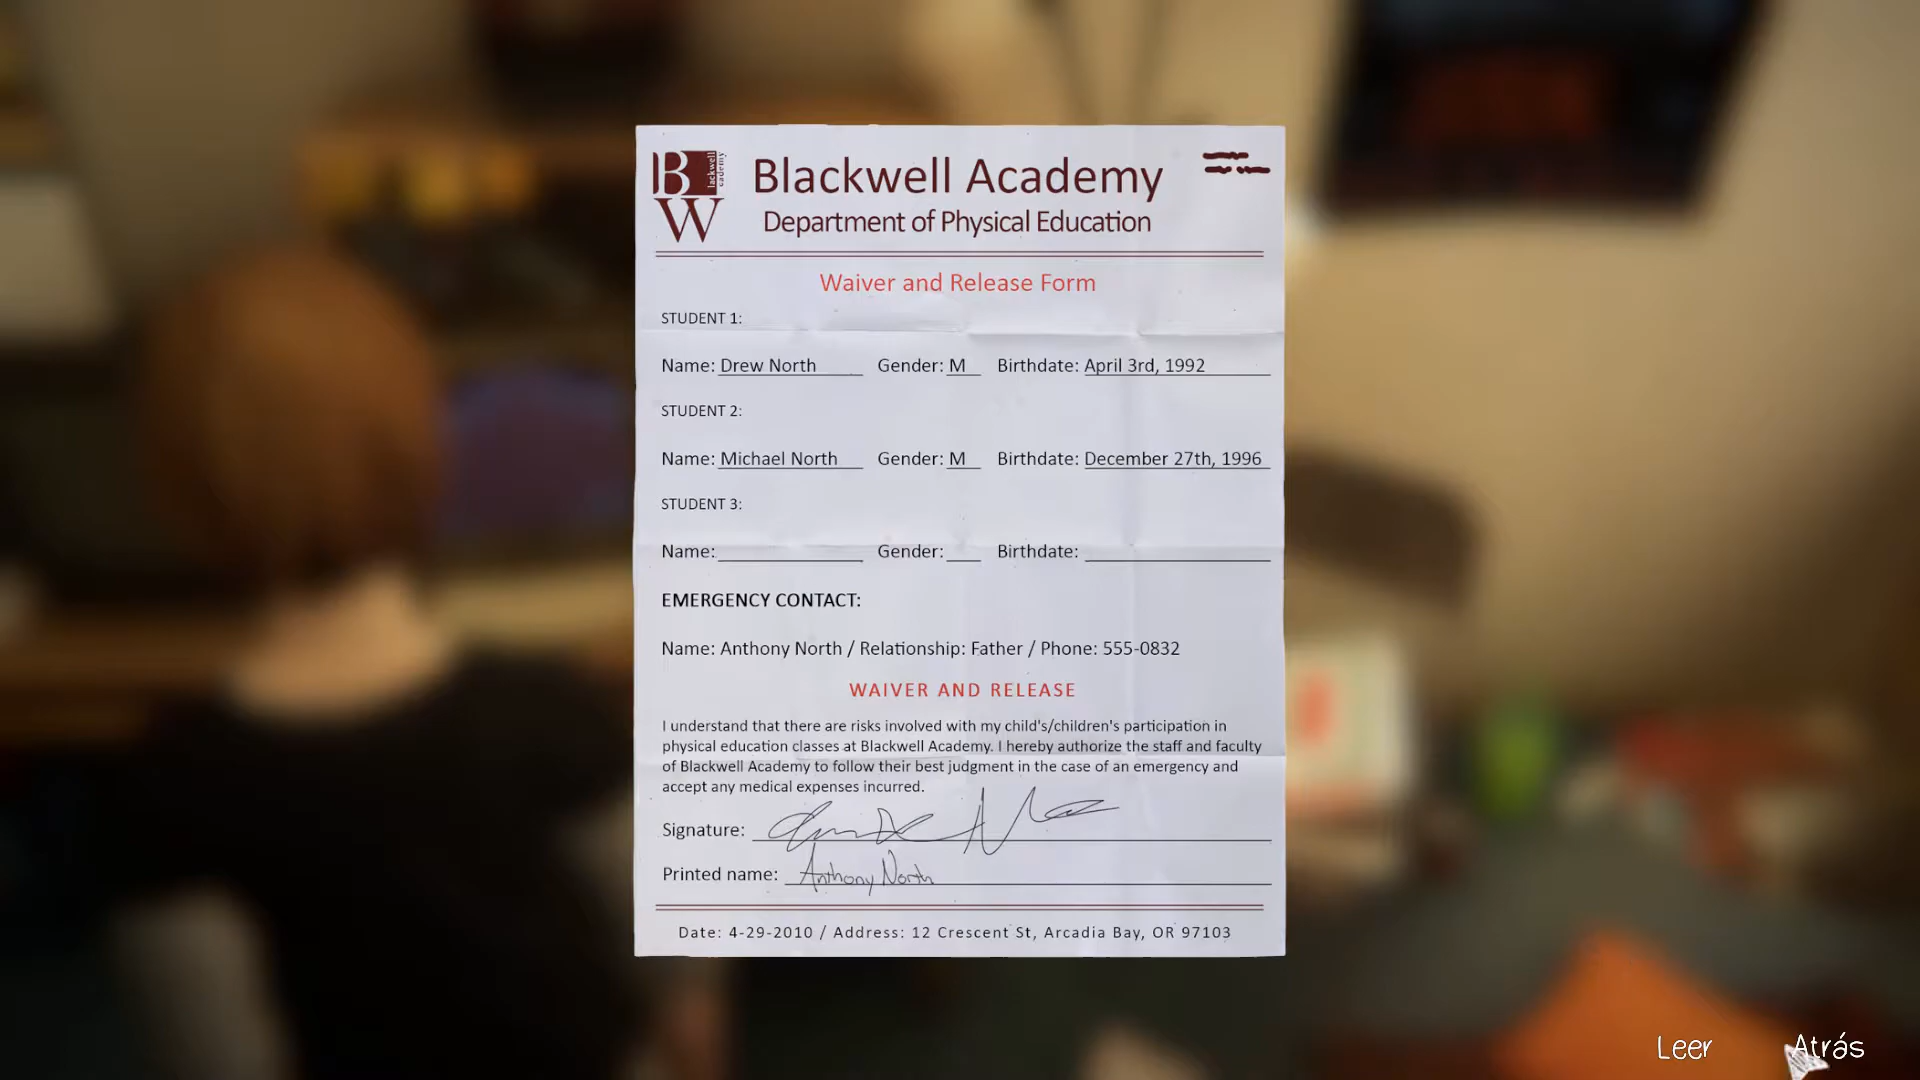 B lackwell academy
W
Blackwell Academy
Department of Physical Education
Waiver and Release Form
STUDENT 1:
Name: Drew North Gender: M Birthdate: April 3rd, 1992
STUDENT 2:
Name: Michael North Gender: M Birthdate: December 27th, 1996
STUDENT 3:
Name: Gender: Birthdate:
EMERGENCY CONTACT:
Name: Anthony North / Relationship: Father / Phone: 555-0832
WAIVER AND RELEASE
I understand that there are risks involved with my child's/children's participation in
physical education classes at Blackwell Academy. I hereby authorize the staff and faculty
of Blackwell Academy to follow their best judgment in the case of an emergency and
accept any medical expenses incurred.
Signature:
Printed name: Anthony North
Date: 4-29-2010 / Address: 12 Crescent St, Arcadia Bay, OR 97103
Leer Atrás